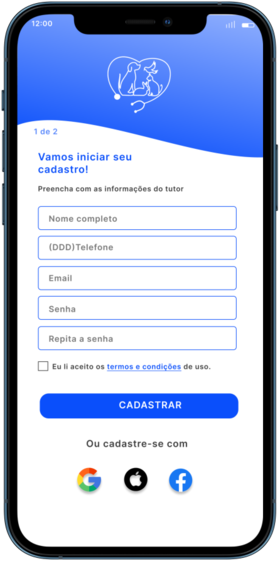 12:00
1 de 2
Vamos iniciar seu
cadastro!
Preencha com as informações do tutor
Nome completo
(DDD)Telefone
Email
Senha
Repita a senha
Eu li aceito os termos e condições de uso.
CADASTRAR
Ou cadastre-se com